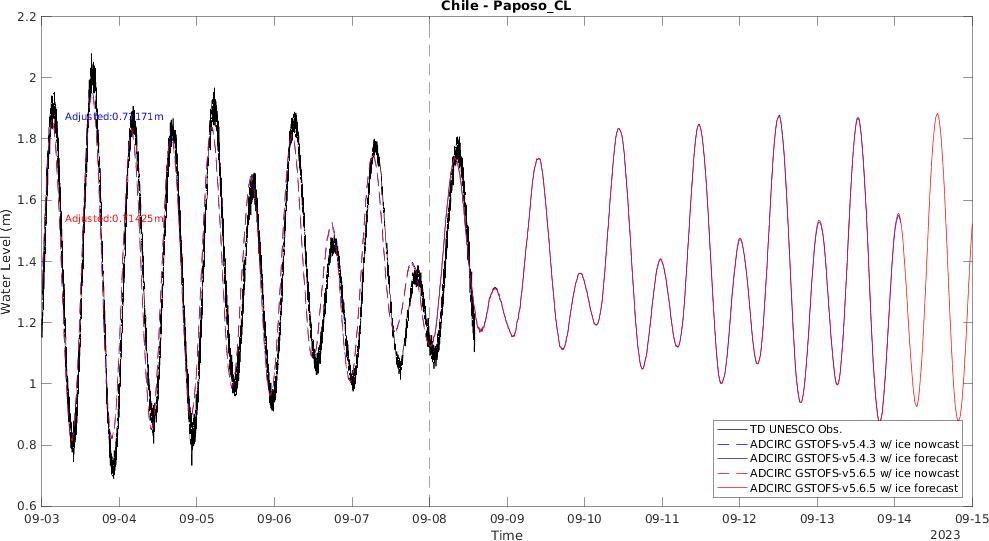 Chile - Paposo_CL
2.2
2
1.8
1.6
1.4
1.2
1
0.8
0.6
Water Level (m)
Adjusted:0.71425m
TD UNESCO Obs.
ADCIRC GSTOFS-v5.4.3 w/ ice nowcast
ADCIRC GSTOFS-v5.4.3 w/ ice forecast
ADCIRC GSTOFS-v5.6.5 w/ ice nowcast
ADCIRC GSTOFS-v5.6.5 w/ ice forecast
09-03 09-04 09-05 09-06 09-07 09-08 09-09 09-10 09-11 09-12 09-13 09-14 09-15
Time
2023